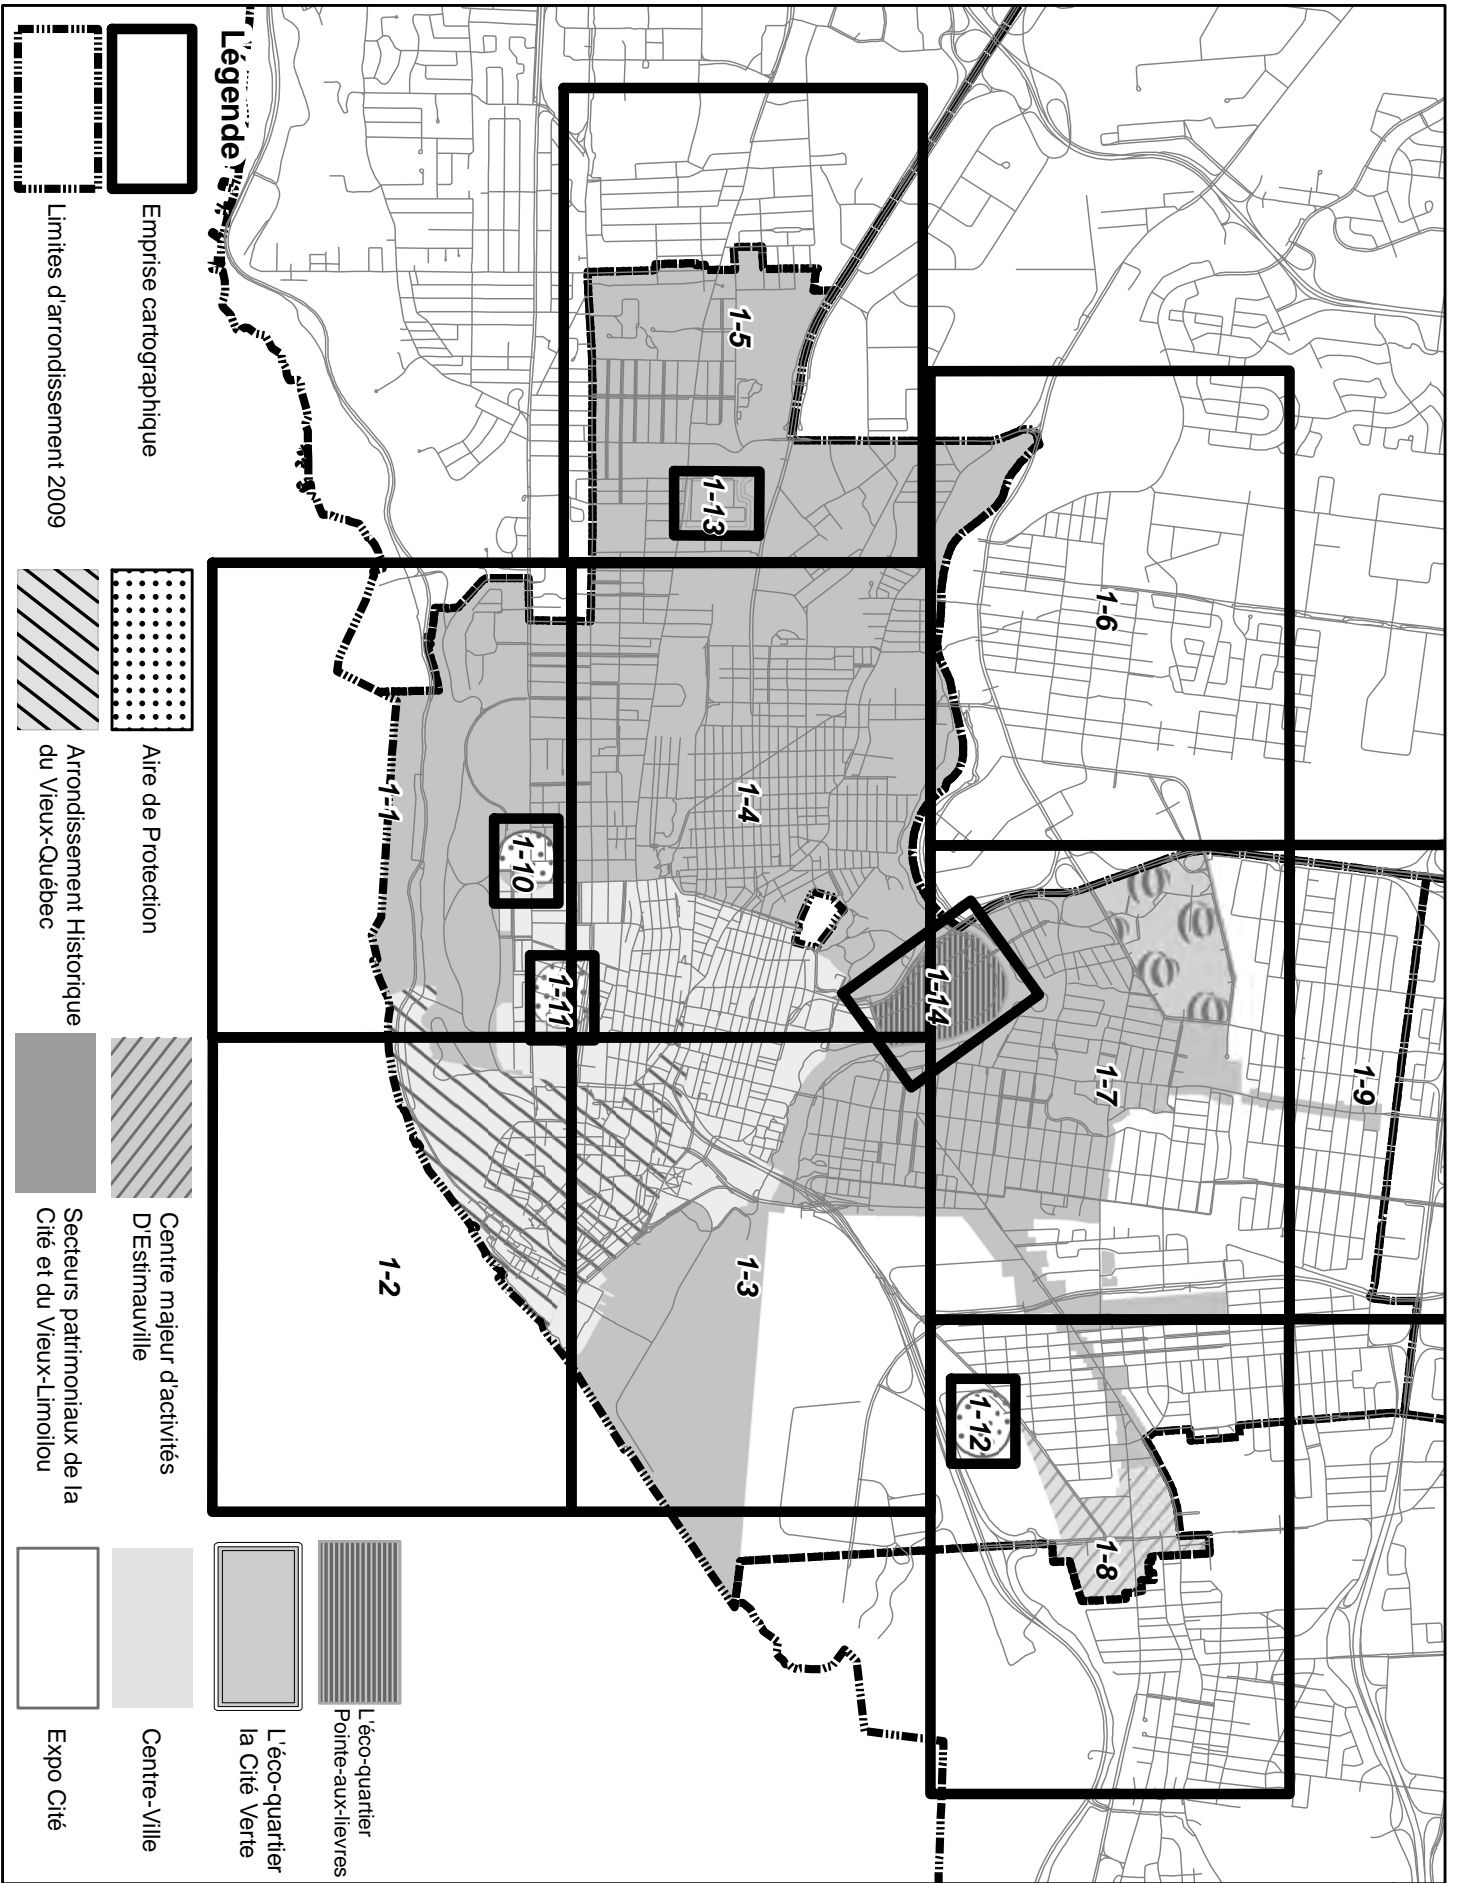 1-9
1-6
1-7
1-8
1-12
1-14
1-5
1-13
1-4
1-3
1-11
1-10
1-1
1-2
Légende
Emprise cartographique
Limites d'arrondissement 2009
Aire de Protection
Arrondissement Historique
du Vieux-Québec
Centre majeur d'activités
D'Estimauville
Secteurs patrimoniaux de la
Cité et du Vieux-Limoilou
L'éco-quartier
Pointe-aux-lievres
L'éco-quartier
la Cité Verte
Centre-Ville
Expo Cité